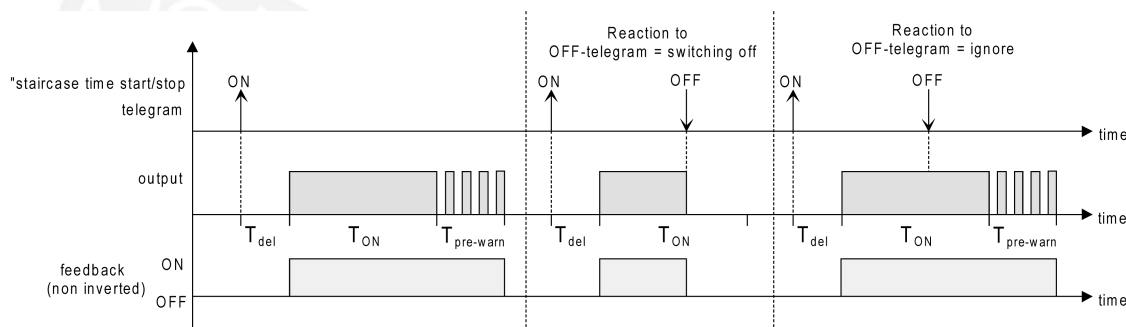 Reaction to
OFF-telegram = switching off
Reaction to
OFF-telegram = ignore
"staircase time start/stop
telegram
ON
ON
OFF
ON
OFF
time
output
time
T del
T ON
T pre-warn
T del
T ON
T del
T ON
T pre-warn
feedback
(non inverted)
ON
OFF
time